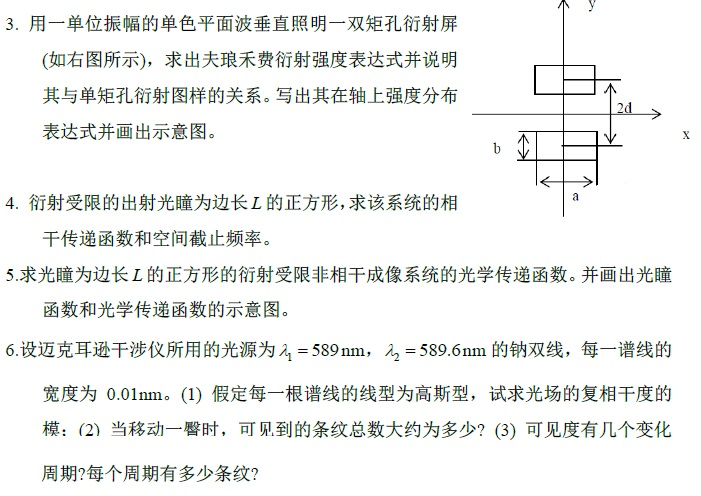 3. 用一单位振幅的单色平面波垂直照明一双矩孔衍射屏
(如右图所示)，求出夫琅禾费衍射强度表达式并说明
其与单矩孔衍射图样的关系。写出其在轴上强度分布
表达式并画出示意图。
y
2d
x
b
a
4. 衍射受限的出射光瞳为边长 L 的正方形，求该系统的相
干传递函数和空间截止频率。
5.求光瞳为边长 L 的正方形的衍射受限非相干成像系统的光学传递函数。并画出光瞳
函数和光学传递函数的示意图。
6.设迈克耳逊干涉仪所用的光源为 λ₁ = 589 nm，λ₂ = 589.6 nm 的钠双线，每一谱线的
宽度为 0.01nm。(1) 假定每一根谱线的线型为高斯型，试求光场的复相干度的
模；(2) 当移动一臀时，可见到的条纹总数大约为多少? (3) 可见度有几个变化
周期?每个周期有多少条纹?